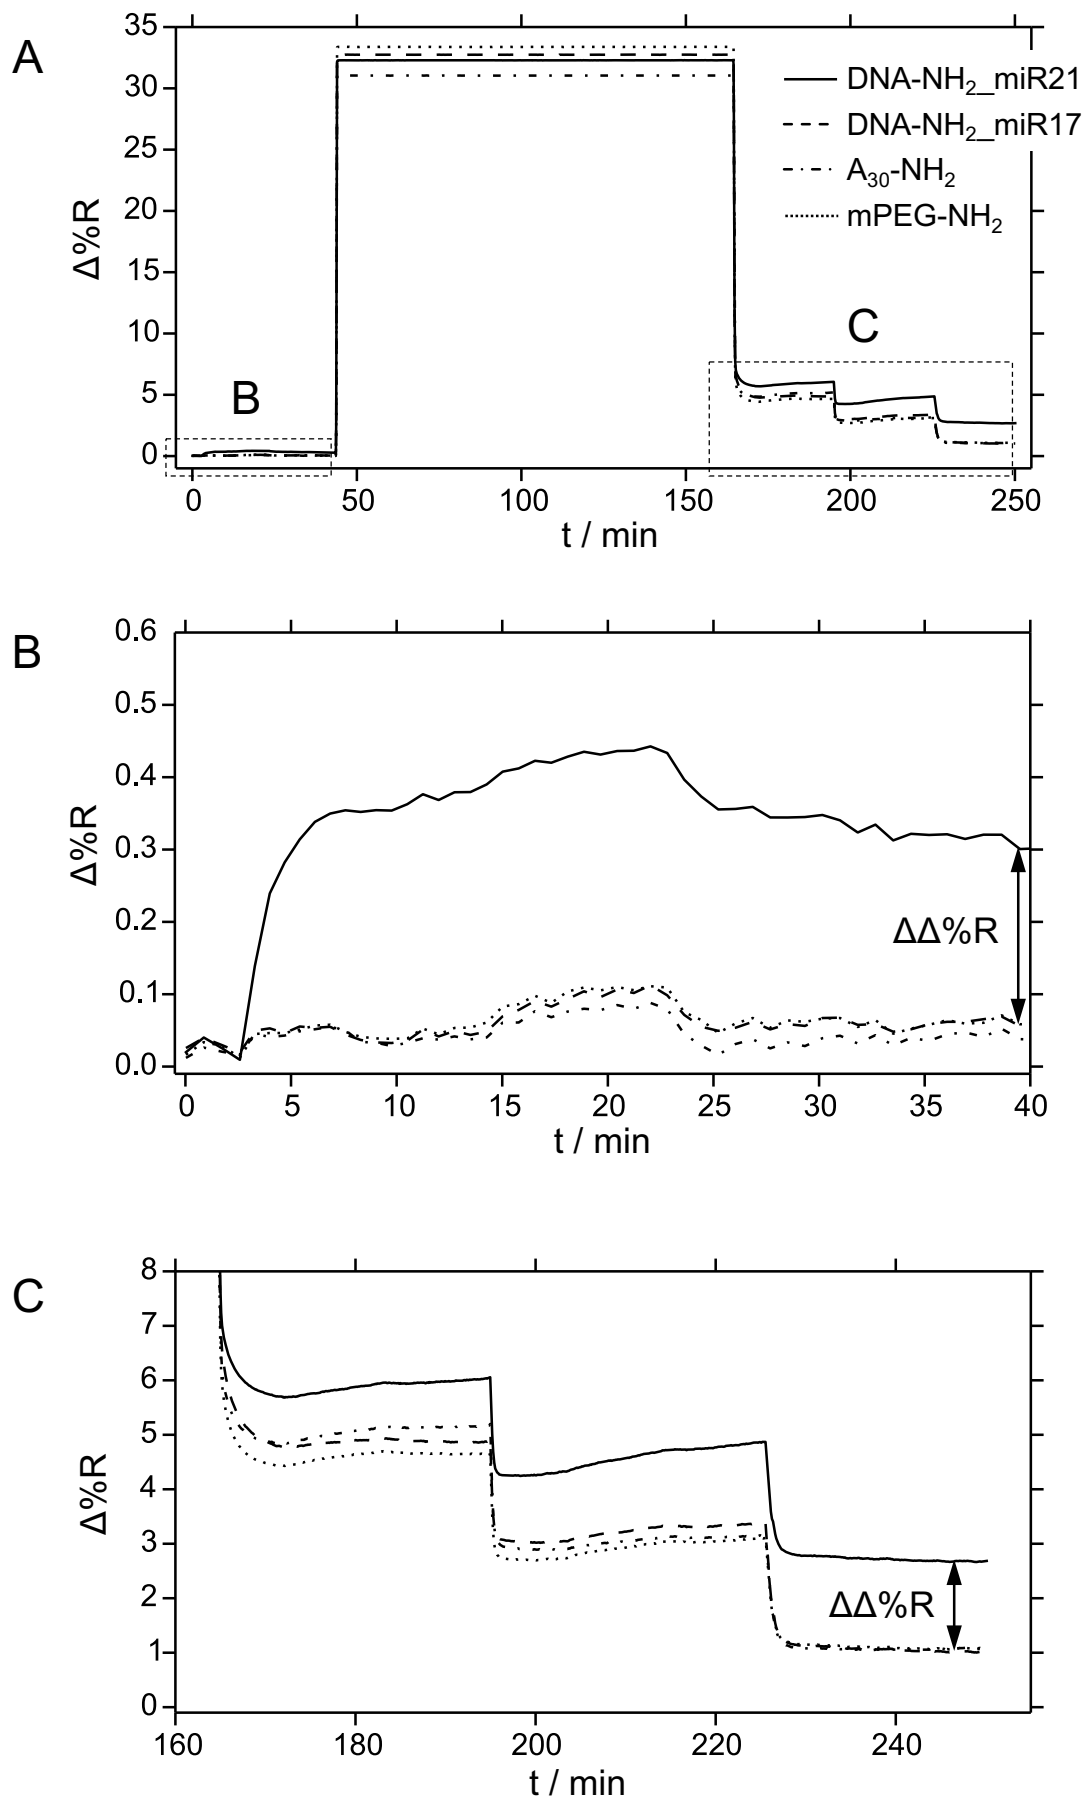 A
35
30
25
20
15
10
5
0
Δ%R
DNA-NH₂_miR21
DNA-NH₂_miR17
A₃₀-NH₂
mPEG-NH₂
B
C
0 50 100 150 200 250
t / min
B
0.6
0.5
0.4
0.3
0.2
0.1
0.0
Δ%R
ΔΔ%R
0 5 10 15 20 25 30 35 40
t / min
C
8
7
6
5
4
3
2
1
0
Δ%R
ΔΔ%R
160 180 200 220 240
t / min